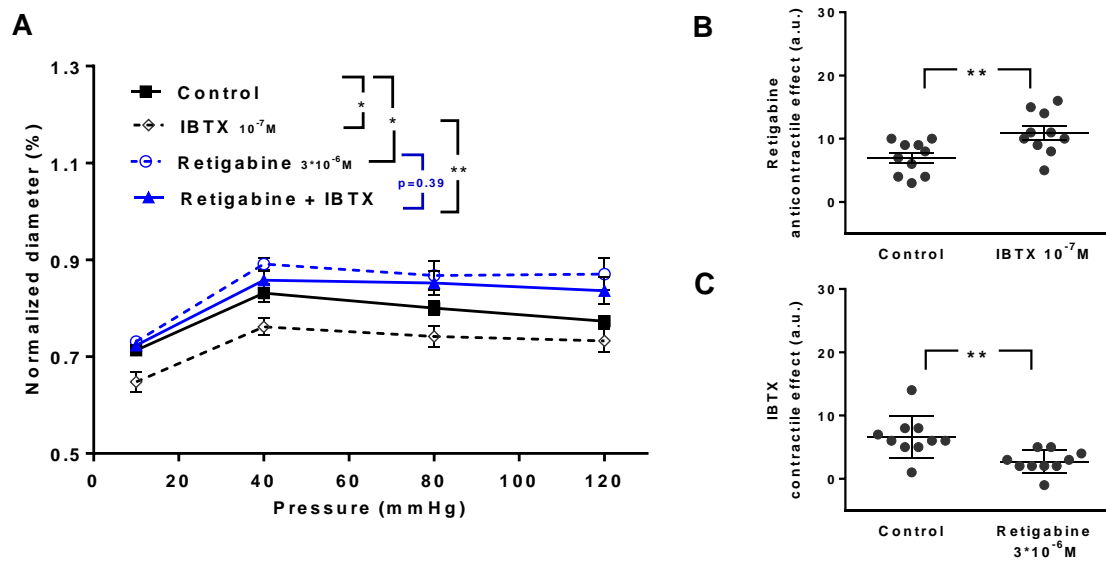 A
Normalized diameter (%)
1.3
1.1
0.9
0.7
0.5
Control
IBTX 10⁻⁷M
Retigabine 3*10⁻⁶M
Retigabine + IBTX
*
*
p=0.39
**
0
20
40
60
80
100
120
Pressure (mmHg)
B
Retigabine
anticontractile effect (a.u.)
30
20
10
0
**
Control
IBTX 10⁻⁷M
C
IBTX
contractile effect (a.u.)
30
20
10
0
**
Control
Retigabine
3*10⁻⁶M